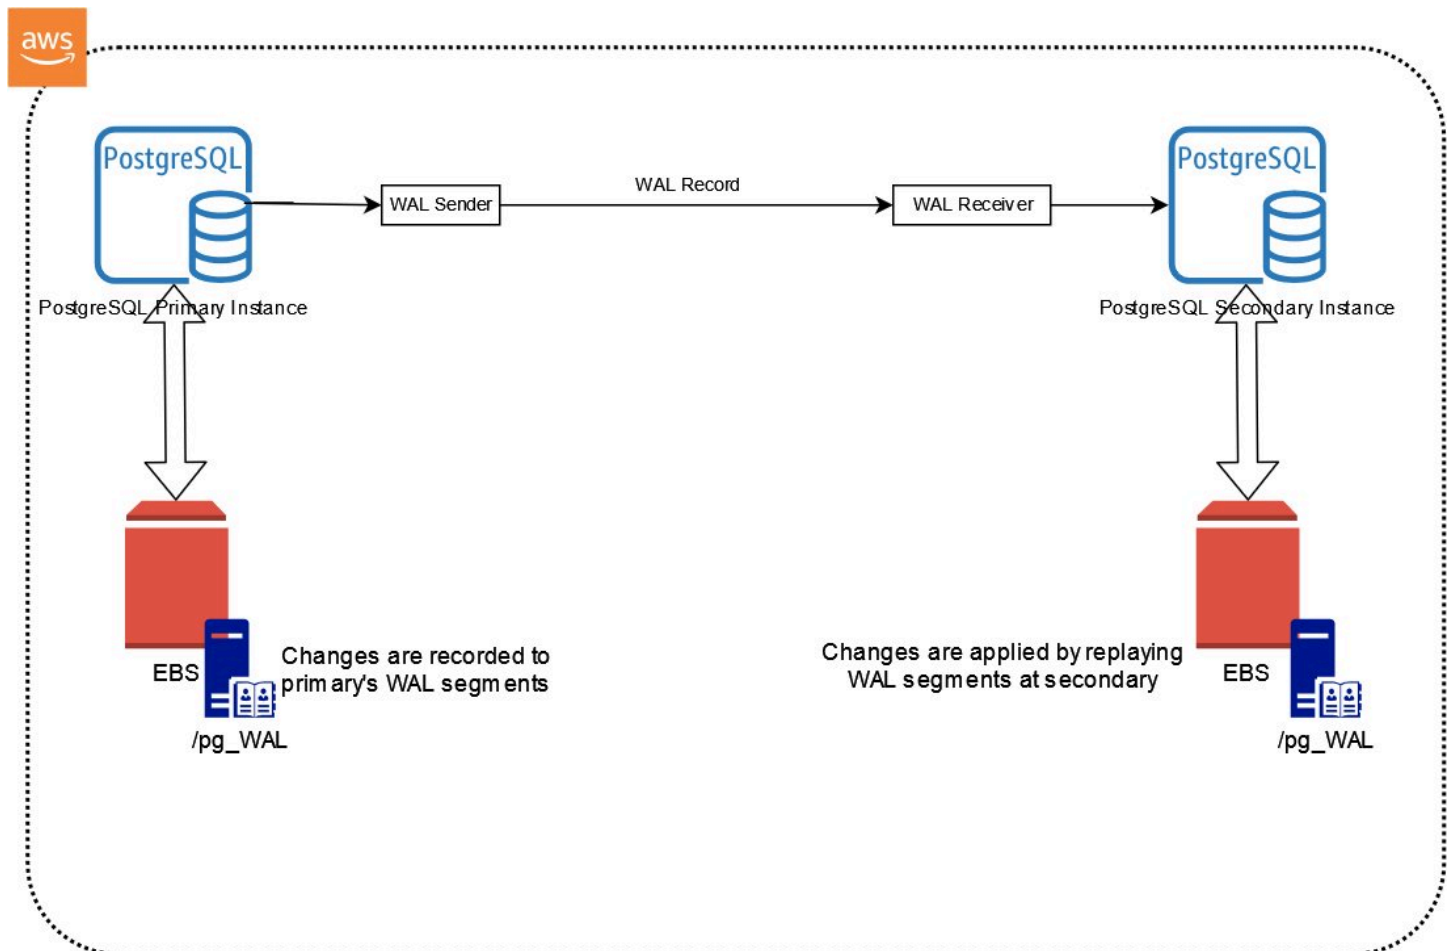 aws
PostgreSQL
PostgreSQL
WAL Sender
WAL Record
WAL Receiver
PostgreSQL Primary Instance
PostgreSQL Secondary Instance
EBS
Changes are recorded to
primary's WAL segments
/pg_WAL
Changes are applied by replaying
WAL segments at secondary
EBS
/pg_WAL